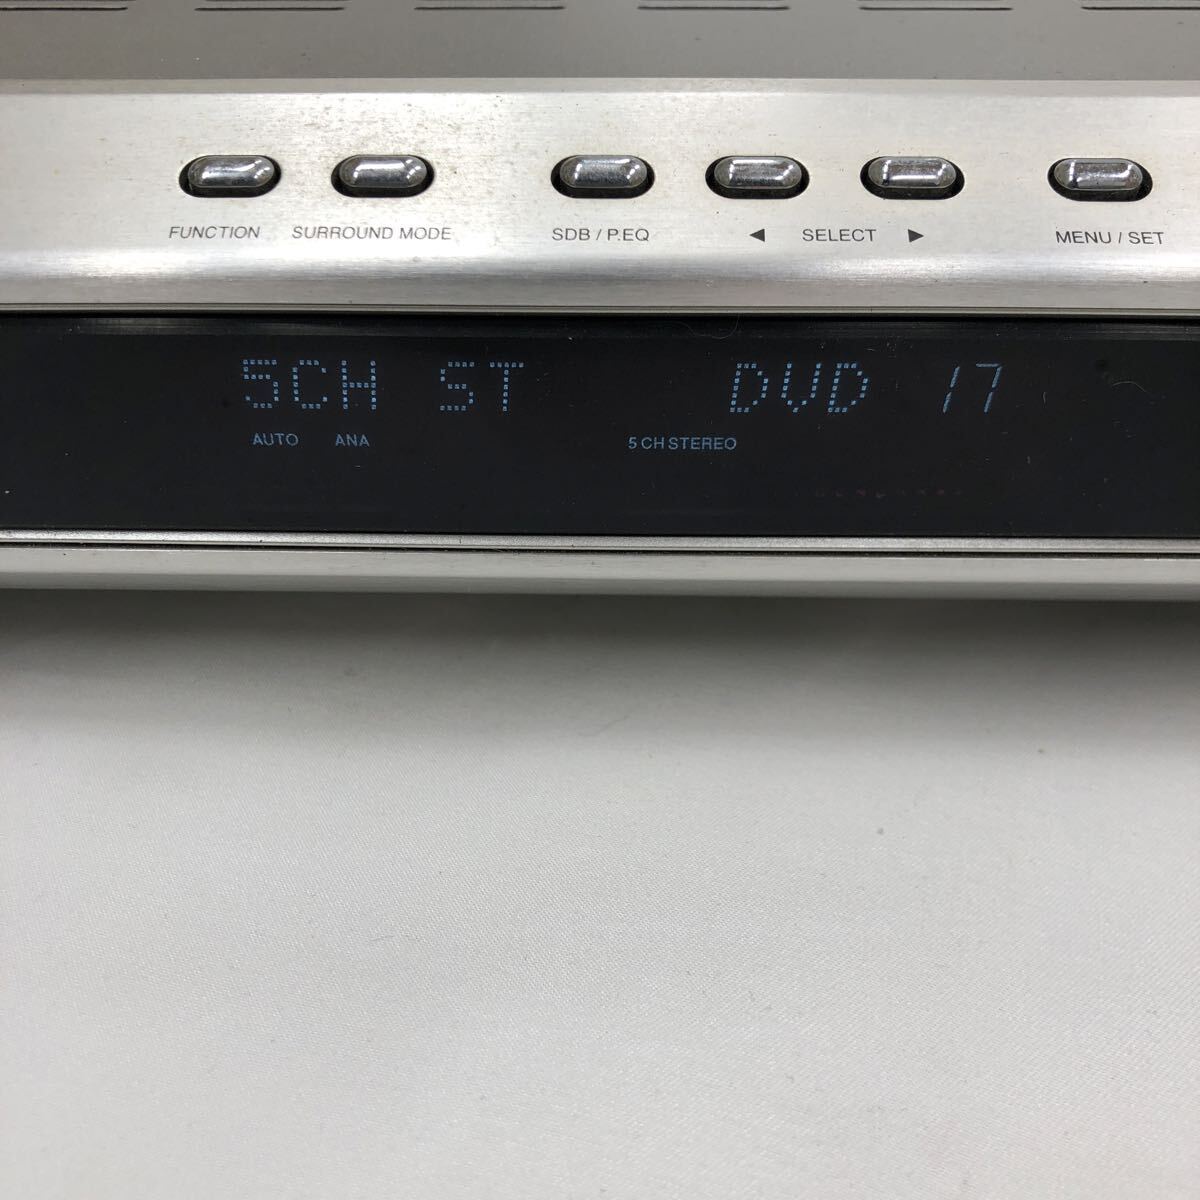 FUNCTION SURROUND MODE SDB / P.EQ ◀ SELECT ▶ MENU / SET
5CH ST DVD 17
AUTO ANA 5 CH STEREO